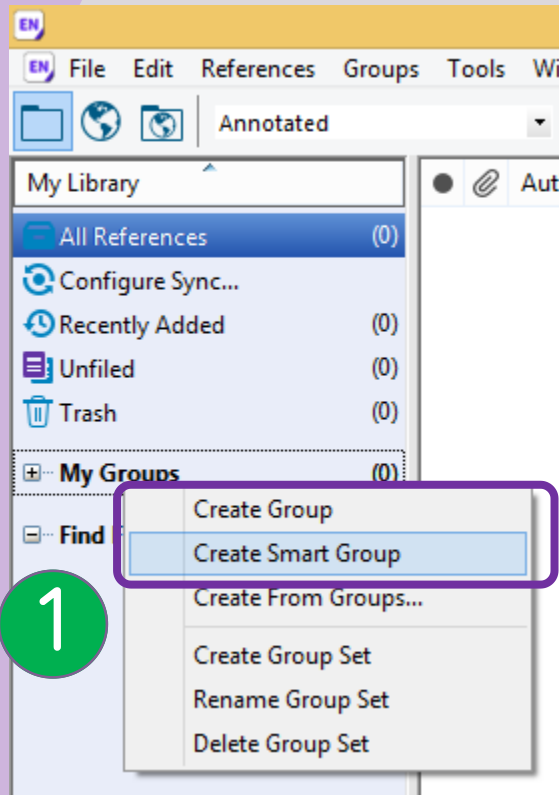 EN
EN File Edit References Groups Tools
Annotated
My Library
Aut
All References (0)
Configure Sync...
Recently Added (0)
Unfiled (0)
Trash (0)
My Groups (0)
Create Group
Find
Create Smart Group
1
Create From Groups...
Create Group Set
Rename Group Set
Delete Group Set